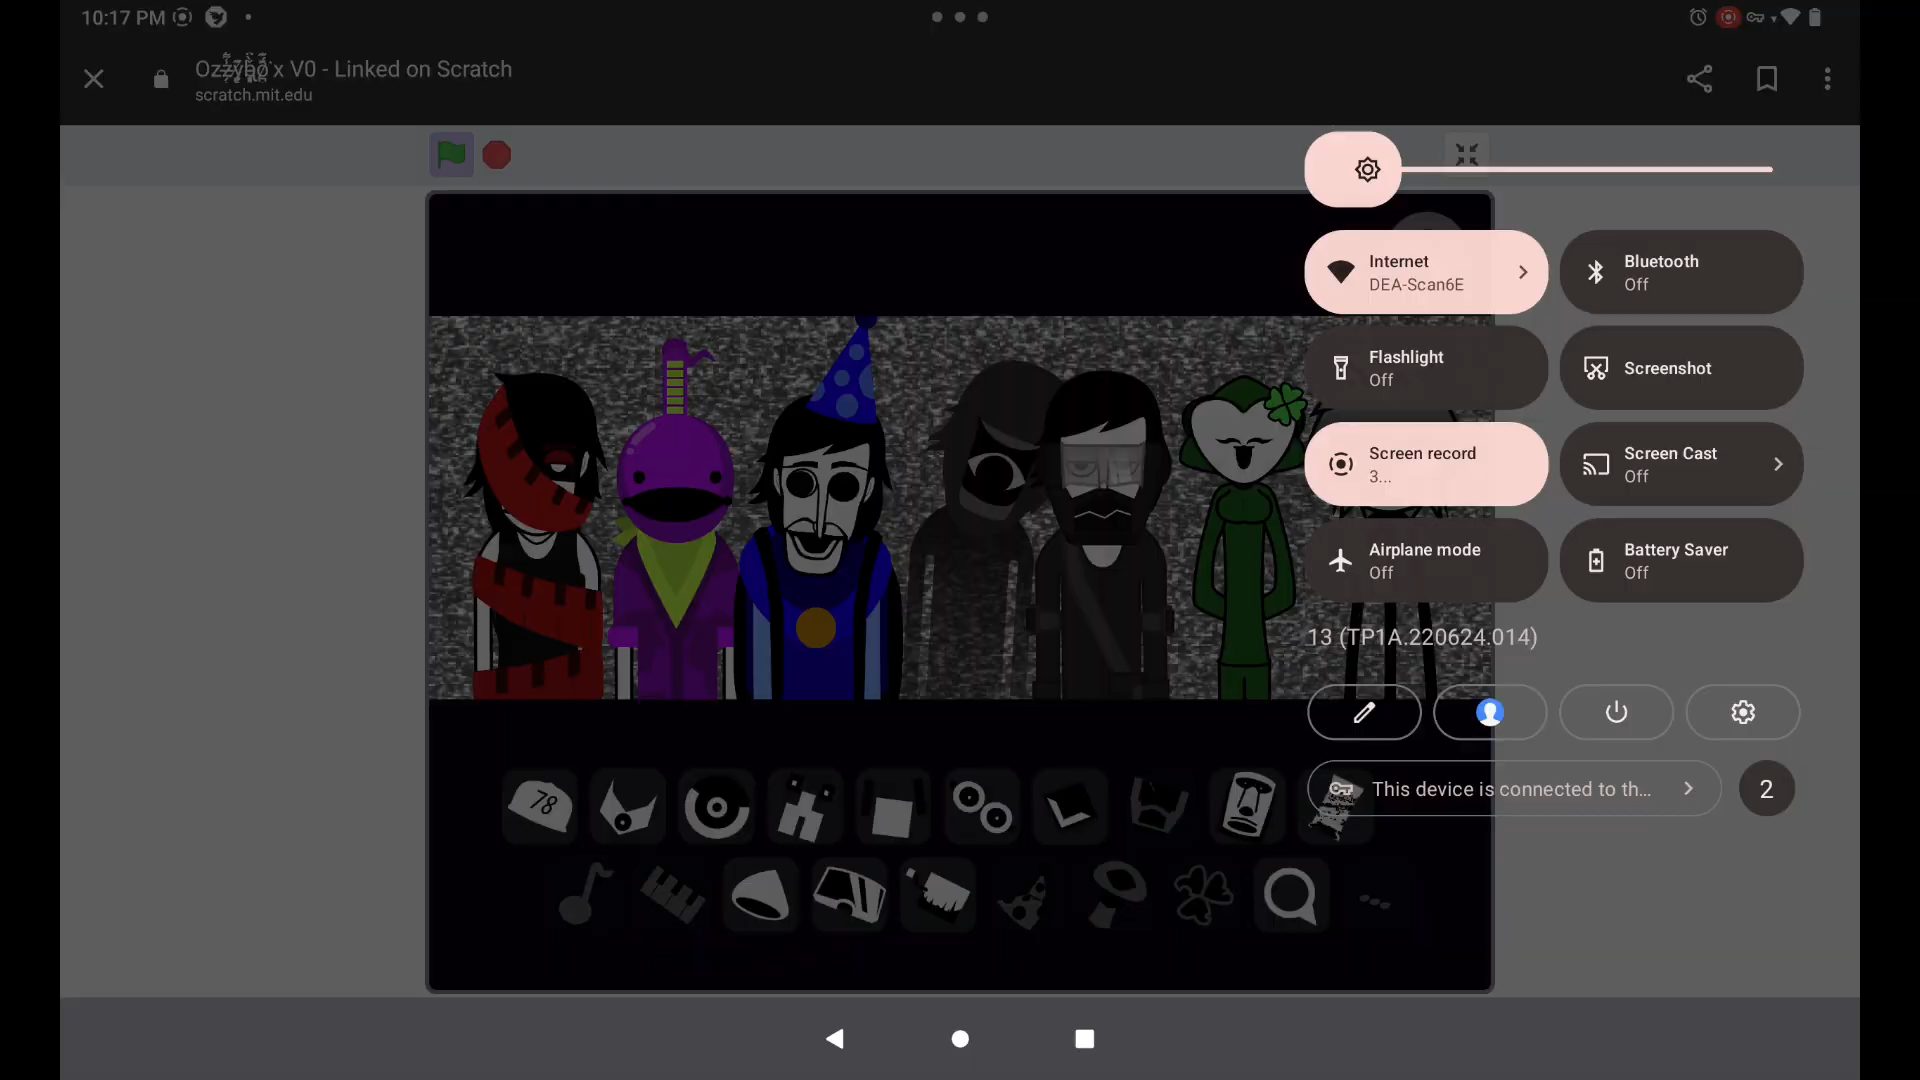 10:17 PM
Ozzybox V0 - Linked on Scratch
scratch.mit.edu
Internet
DEA-Scan6E
Bluetooth
Off
Flashlight
Off
Screenshot
Screen record
3...
Screen Cast
Off
Airplane mode
Off
Battery Saver
Off
13 (TP1A.220624.014)
This device is connected to th...
2
78